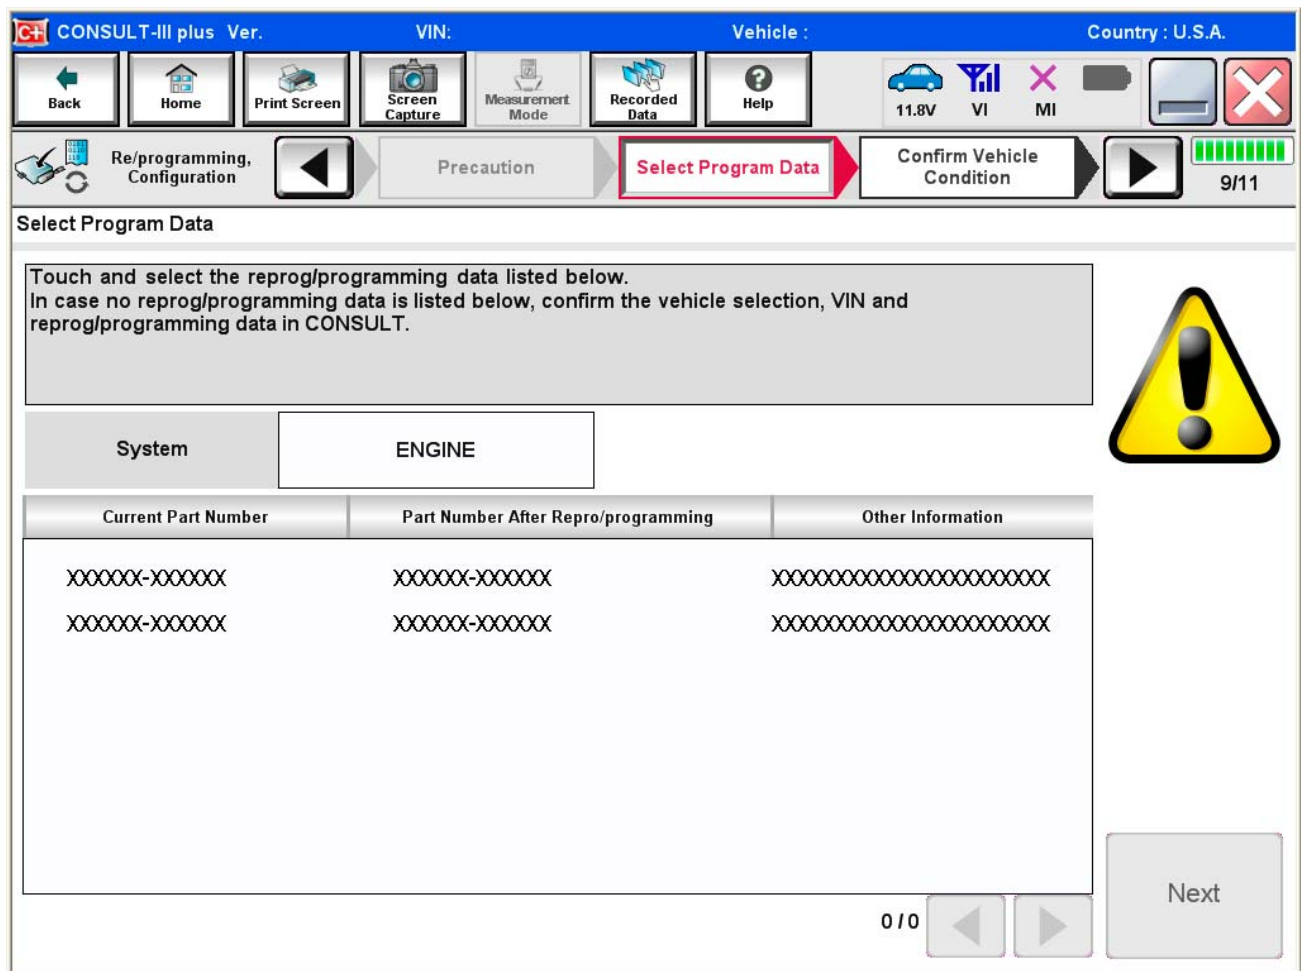 C+ CONSULT-III plus Ver. VIN: Vehicle : Country : U.S.A.
Back
Home
Print Screen
Screen
Capture
Measurement
Mode
Recorded
Data
Help
11.8V
VI
MI
Re/programming,
Configuration
Precaution
Select Program Data
Confirm Vehicle
Condition
9/11
Select Program Data
Touch and select the reprog/programming data listed below.
In case no reprog/programming data is listed below, confirm the vehicle selection, VIN and
reprog/programming data in CONSULT.
System ENGINE
Current Part Number Part Number After Repro/programming Other Information
XXXXXX-XXXXXX XXXXXX-XXXXXX XXXXXXXXXXXXXXXXXXXXXX
XXXXXX-XXXXXX XXXXXX-XXXXXX XXXXXXXXXXXXXXXXXXXXXX
Next
0/0